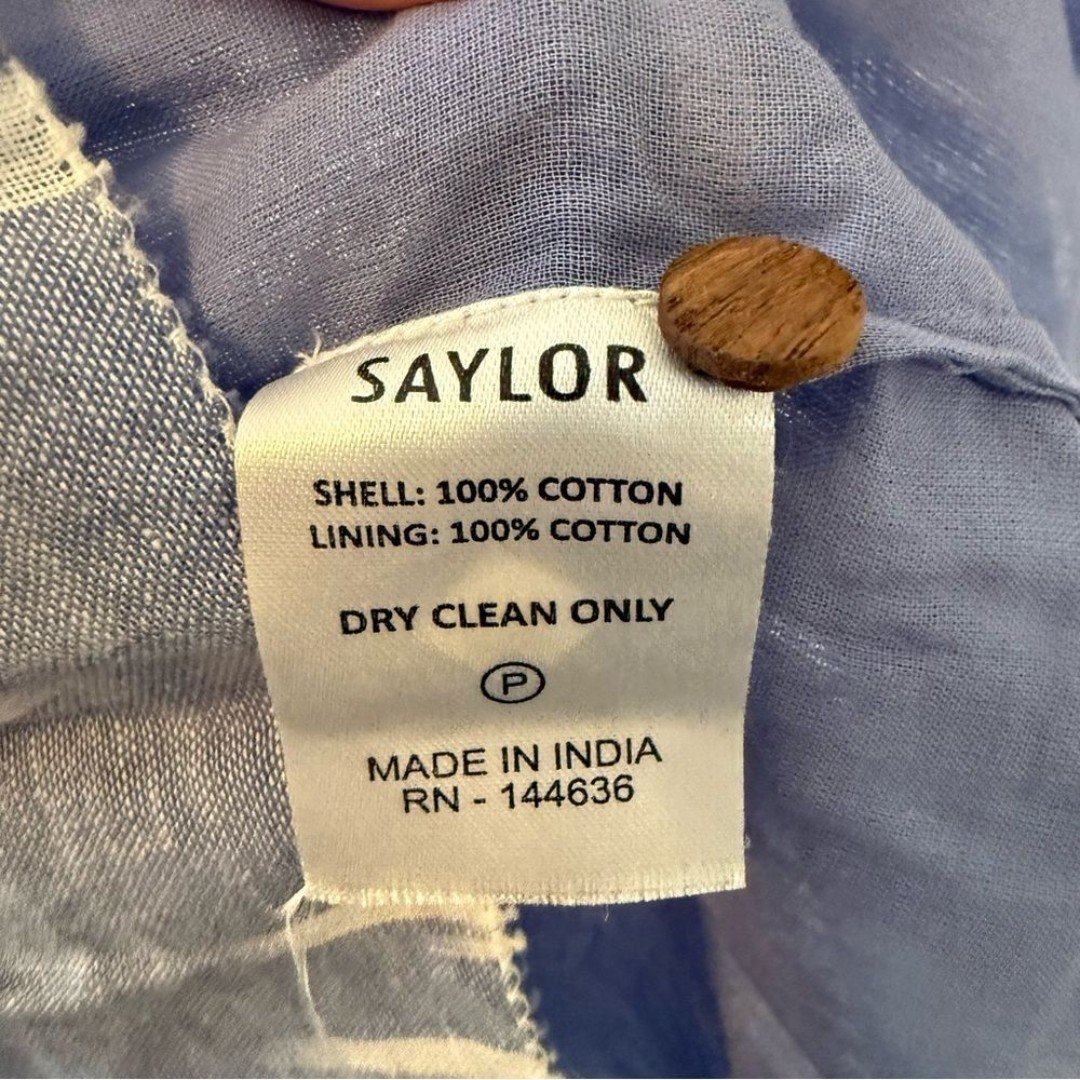 SAYLOR
SHELL: 100% COTTON
LINING: 100% COTTON
DRY CLEAN ONLY
P
MADE IN INDIA
RN - 144636